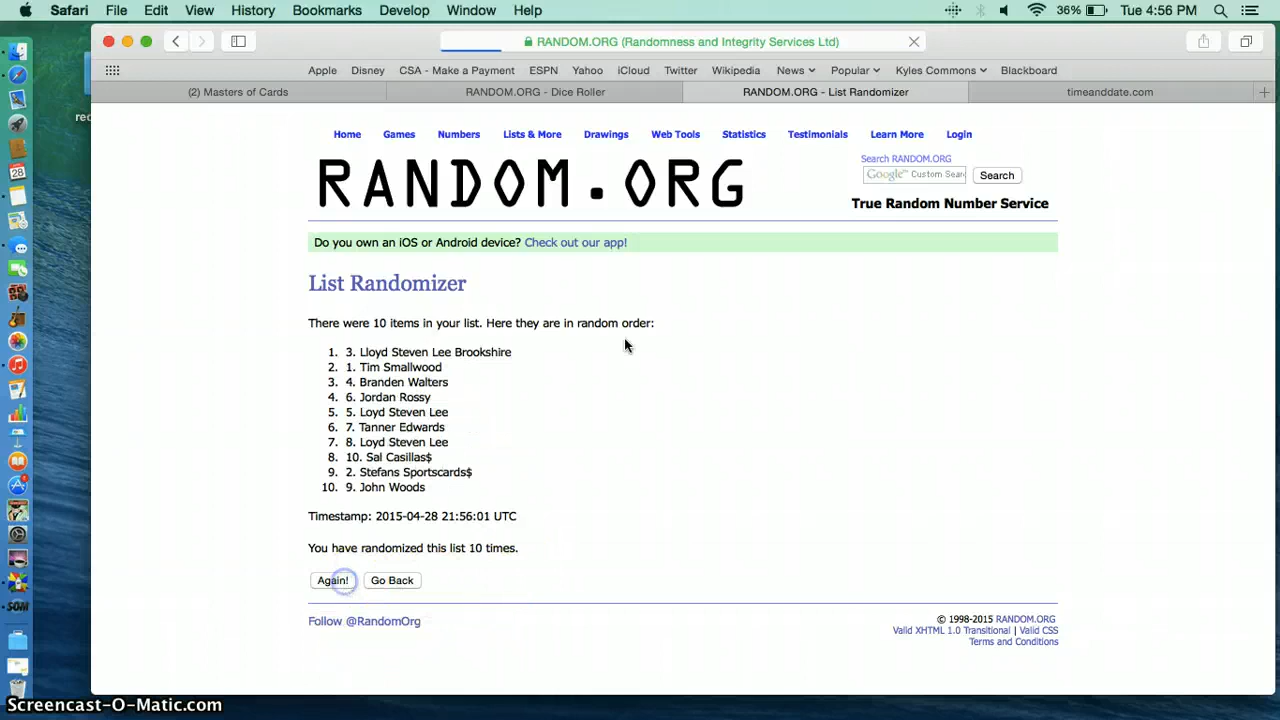 Safari File Edit View History Bookmarks Develop Window Help 36% Tue 4:56 PM
RANDOM.ORG (Randomness and Integrity Services Ltd)
Apple Disney CSA - Make a Payment ESPN Yahoo iCloud Twitter Wikipedia News Popular Kyles Commons Blackboard
(2) Masters of Cards RANDOM.ORG - Dice Roller RANDOM.ORG - List Randomizer timeanddate.com
Home Games Numbers Lists & More Drawings Web Tools Statistics Testimonials Learn More Login
Search RANDOM.ORG
Google™ Custom Sear Search
RANDOM.ORG
True Random Number Service
Do you own an iOS or Android device? Check out our app!
List Randomizer
There were 10 items in your list. Here they are in random order:
1. 3. Lloyd Steven Lee Brookshire
2. 1. Tim Smallwood
3. 4. Branden Walters
4. 6. Jordan Rossy
5. 5. Loyd Steven Lee
6. 7. Tanner Edwards
7. 8. Loyd Steven Lee
8. 10. Sal Casillas$
9. 2. Stefans Sportscards$
10. 9. John Woods
Timestamp: 2015-04-28 21:56:01 UTC
You have randomized this list 10 times.
Again! Go Back
Follow @RandomOrg
© 1998-2015 RANDOM.ORG
Valid XHTML 1.0 Transitional | Valid CSS
Terms and Conditions
28
SOM
Screencast-O-Matic.com